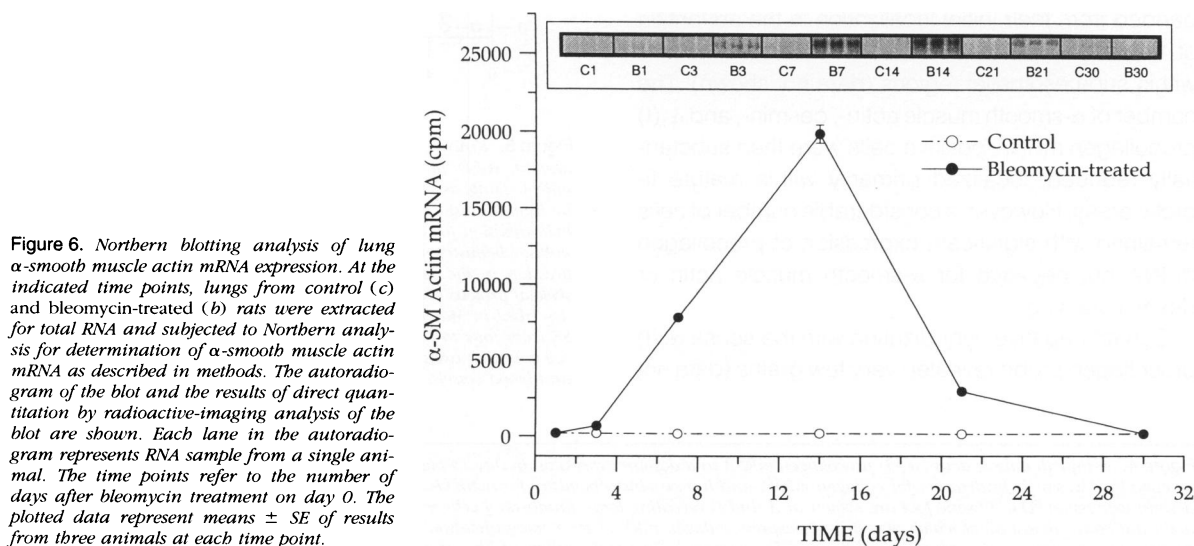 Figure 6. Northern blotting analysis of lung
α-smooth muscle actin mRNA expression. At the
indicated time points, lungs from control (c)
and bleomycin-treated (b) rats were extracted
for total RNA and subjected to Northern analy-
sis for determination of α-smooth muscle actin
mRNA as described in methods. The autoradio-
gram of the blot and the results of direct quan-
titation by radioactive-imaging analysis of the
blot are shown. Each lane in the autoradio-
gram represents RNA sample from a single ani-
mal. The time points refer to the number of
days after bleomycin treatment on day 0. The
plotted data represent means ± SE of results
from three animals at each time point.
α-SM Actin mRNA (cpm)
25000
20000
15000
10000
5000
0
C1 B1 C3 B3 C7 B7 C14 B14 C21 B21 C30 B30
Control
Bleomycin-treated
0 4 8 12 16 20 24 28 32
TIME (days)